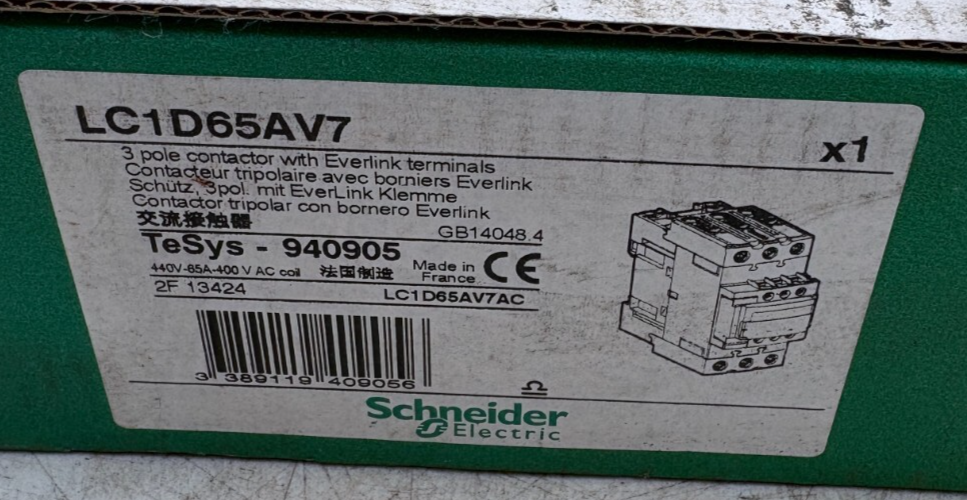 LC1D65AV7
x1
3 pole contactor with Everlink terminals
Contacteur tripolaire avec borniers Everlink
Schütz, 3pol. mit EverLink Klemme
Contactor tripolar con bornero Everlink
交流接触器
GB14048.4
TeSys - 940905
440V-65A-400 V AC coil 法国制造 Made in France CE
2F 13424
LC1D65AV7AC
3 389119 409056
Schneider
Electric